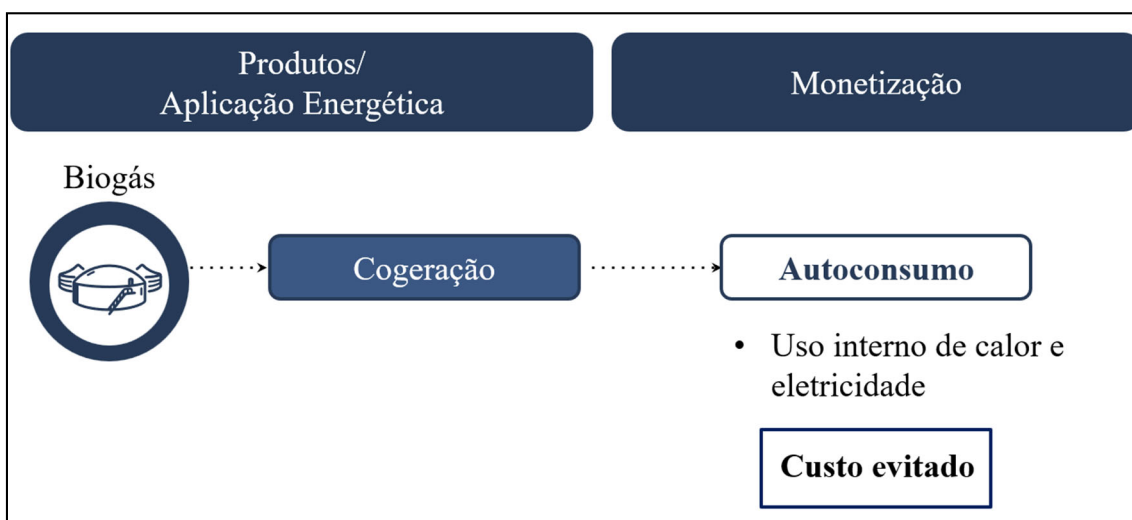 Produtos/
Aplicação Energética
Monetização
Biogás
Cogeração
Autoconsumo
• Uso interno de calor e
eletricidade
Custo evitado